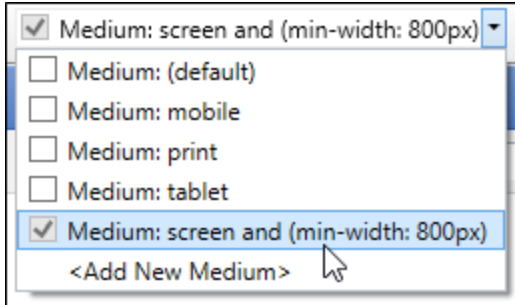 Medium: screen and (min-width: 800px)
Medium: (default)
Medium: mobile
Medium: print
Medium: tablet
Medium: screen and (min-width: 800px)
<Add New Medium>